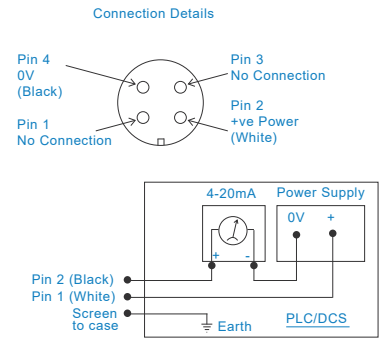 Connection Details
Pin 4
0V
(Black)
Pin 3
No Connection
Pin 1
No Connection
Pin 2
+ve Power
(White)
4-20mA
Power Supply
0V
+
+
-
Pin 2 (Black)
Pin 1 (White)
Screen
to case
Earth
PLC/DCS